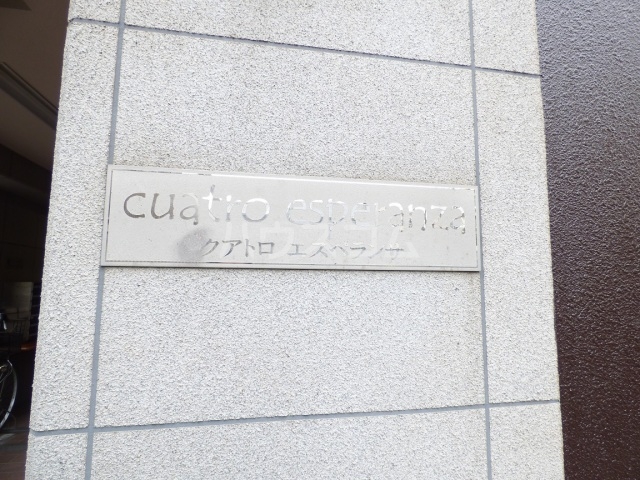 cuatro esperanza
クアトロ エスペランサ